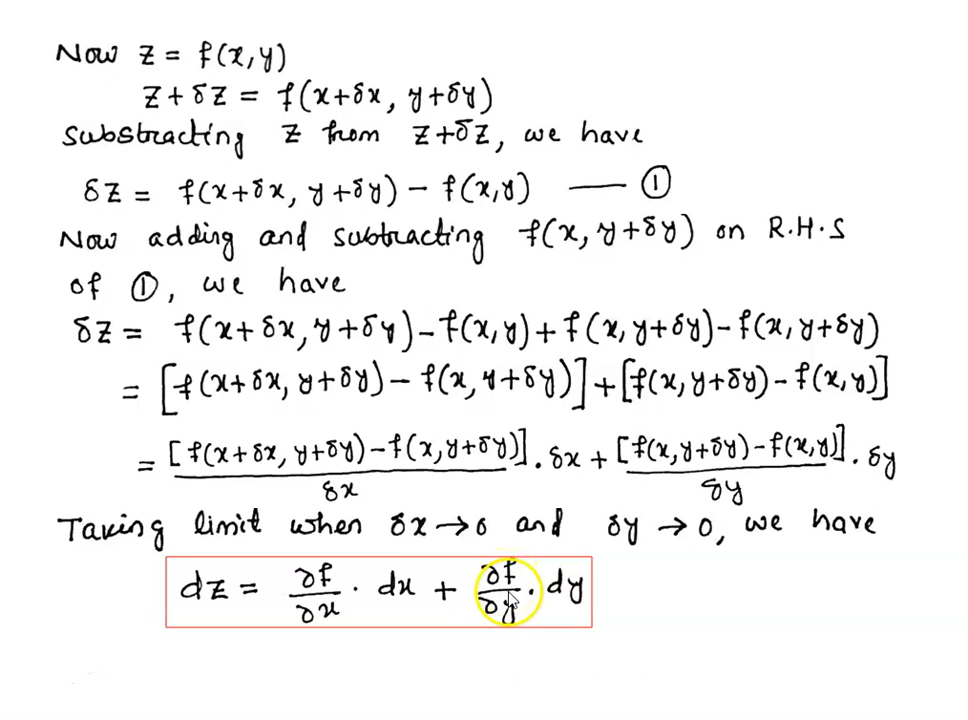 Now z = f(x,y)
z+δz = f(x+δx, y+δy)
Substracting z from z+δz, we have
δz = f(x+δx, y+δy) - f(x,y) —— ①
Now adding and subtracting f(x, y+δy) on R.H.S
of ①, we have
δz = f(x+δx, y+δy) - f(x,y) + f(x, y+δy) - f(x, y+δy)
= [f(x+δx, y+δy) - f(x, y+δy)] + [f(x, y+δy) - f(x,y)]
= [f(x+δx, y+δy) - f(x, y+δy)]/δx . δx + [f(x, y+δy) - f(x,y)]/δy . δy
Taking limit when δx → 0 and δy → 0, we have
dz = ∂f/∂x . dx + ∂f/∂y . dy